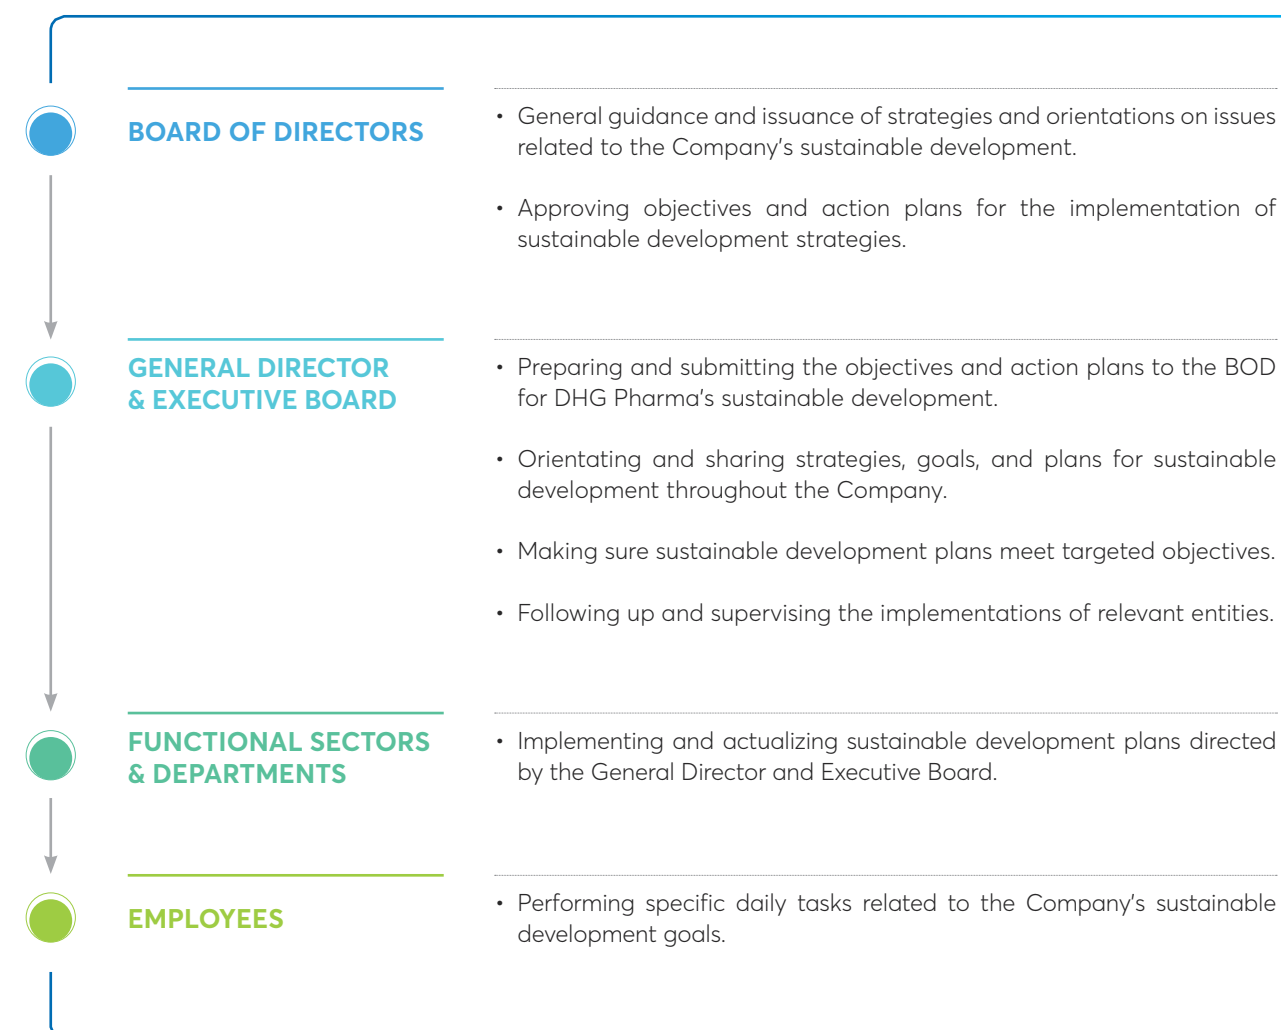 BOARD OF DIRECTORS
• General guidance and issuance of strategies and orientations on issues
related to the Company's sustainable development.
• Approving objectives and action plans for the implementation of
sustainable development strategies.
GENERAL DIRECTOR
& EXECUTIVE BOARD
• Preparing and submitting the objectives and action plans to the BOD
for DHG Pharma's sustainable development.
• Orientating and sharing strategies, goals, and plans for sustainable
development throughout the Company.
• Making sure sustainable development plans meet targeted objectives.
• Following up and supervising the implementations of relevant entities.
FUNCTIONAL SECTORS
& DEPARTMENTS
• Implementing and actualizing sustainable development plans directed
by the General Director and Executive Board.
EMPLOYEES
• Performing specific daily tasks related to the Company's sustainable
development goals.